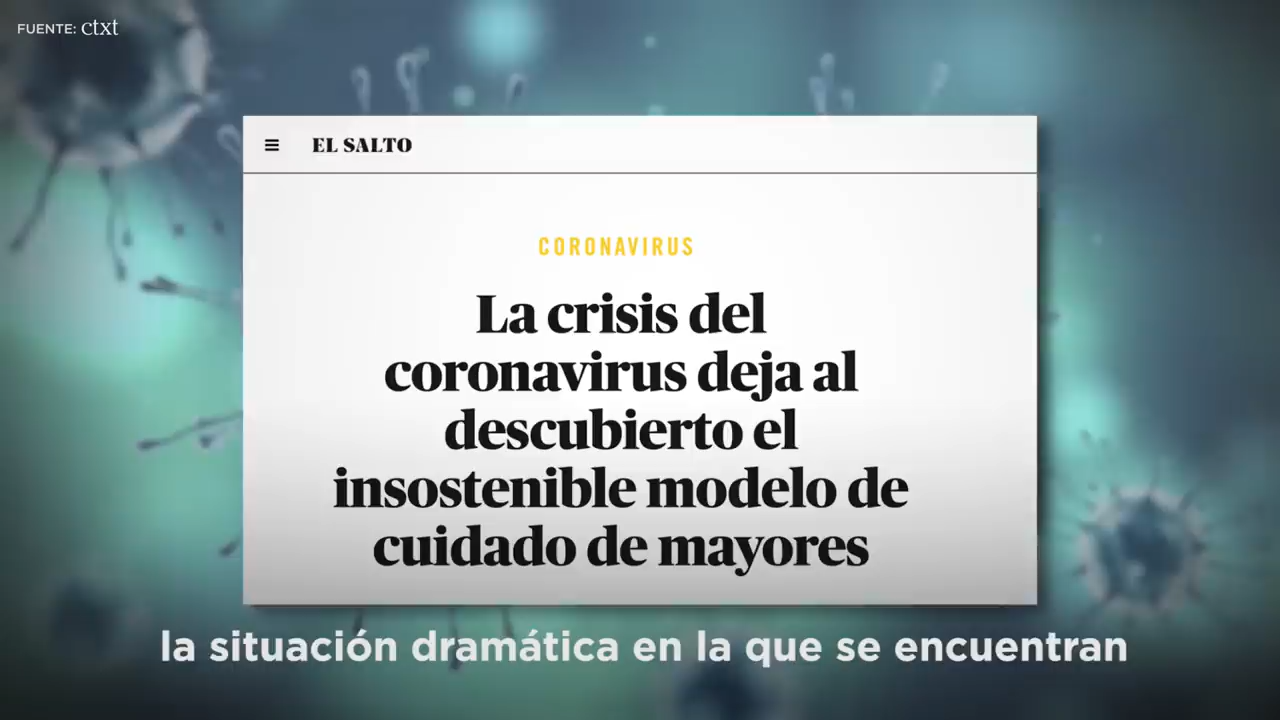 FUENTE: ctxt
EL SALTO
CORONAVIRUS
La crisis del
coronavirus deja al
descubierto el
insostenible modelo de
cuidado de mayores
la situación dramática en la que se encuentran